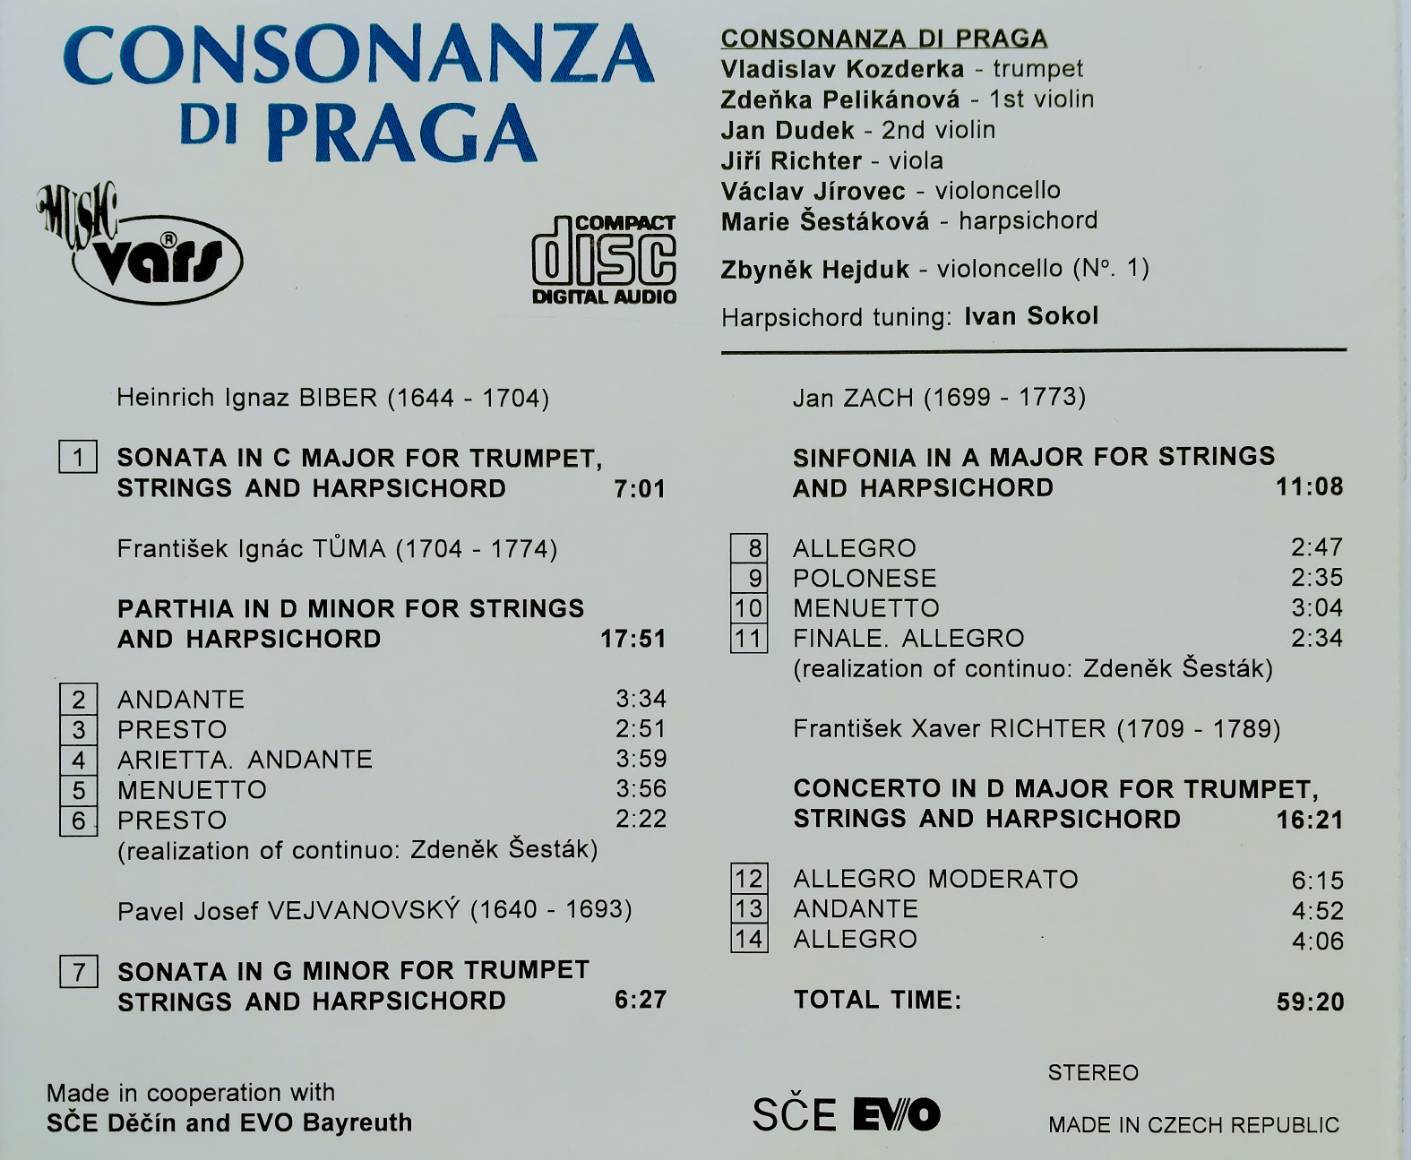 CONSONANZA
DI PRAGA
MUSIC
vars®
COMPACT
disc
DIGITAL AUDIO
CONSONANZA DI PRAGA
Vladislav Kozderka - trumpet
Zdeňka Pelikánová - 1st violin
Jan Dudek - 2nd violin
Jiří Richter - viola
Václav Jírovec - violoncello
Marie Šestáková - harpsichord
Zbyněk Hejduk - violoncello (Nº. 1)
Harpsichord tuning: Ivan Sokol
Heinrich Ignaz BIBER (1644 - 1704)
1 SONATA IN C MAJOR FOR TRUMPET,
STRINGS AND HARPSICHORD 7:01
František Ignác TŮMA (1704 - 1774)
PARTHIA IN D MINOR FOR STRINGS
AND HARPSICHORD 17:51
2 ANDANTE 3:34
3 PRESTO 2:51
4 ARIETTA. ANDANTE 3:59
5 MENUETTO 3:56
6 PRESTO 2:22
(realization of continuo: Zdeněk Šesták)
Pavel Josef VEJVANOVSKÝ (1640 - 1693)
7 SONATA IN G MINOR FOR TRUMPET
STRINGS AND HARPSICHORD 6:27
Jan ZACH (1699 - 1773)
SINFONIA IN A MAJOR FOR STRINGS
AND HARPSICHORD 11:08
8 ALLEGRO 2:47
9 POLONESE 2:35
10 MENUETTO 3:04
11 FINALE. ALLEGRO 2:34
(realization of continuo: Zdeněk Šesták)
František Xaver RICHTER (1709 - 1789)
CONCERTO IN D MAJOR FOR TRUMPET,
STRINGS AND HARPSICHORD 16:21
12 ALLEGRO MODERATO 6:15
13 ANDANTE 4:52
14 ALLEGRO 4:06
TOTAL TIME: 59:20
Made in cooperation with
SČE Děčín and EVO Bayreuth
SČE EVO
STEREO
MADE IN CZECH REPUBLIC